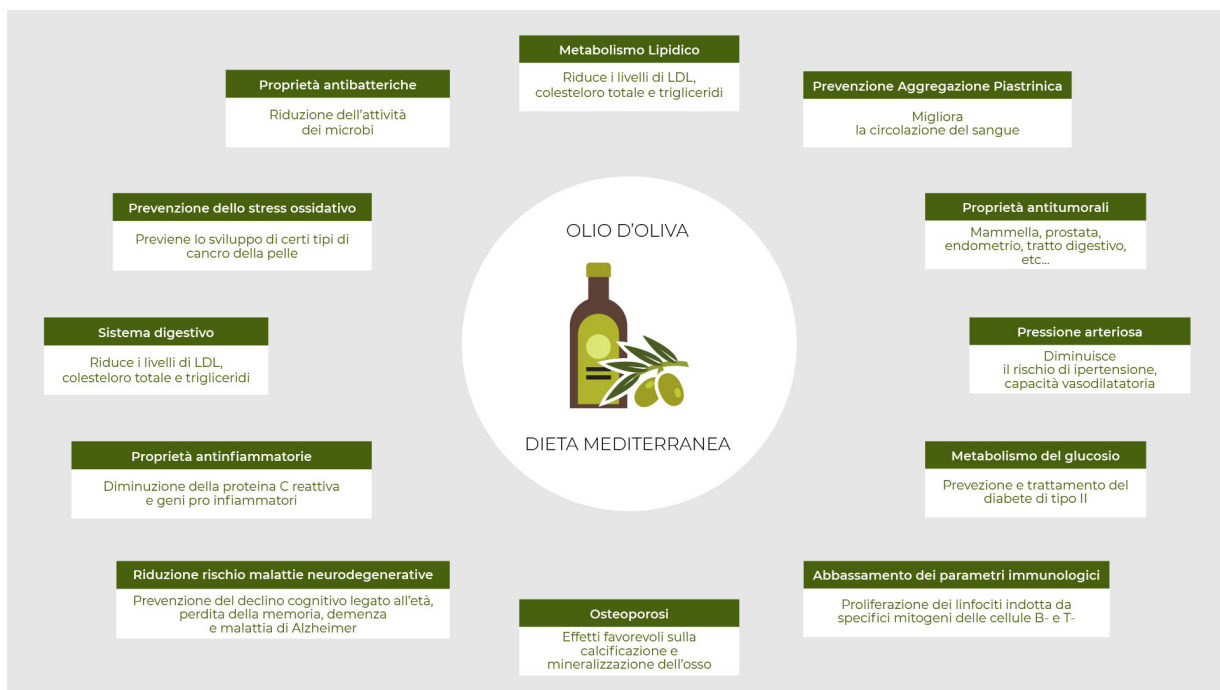 Metabolismo Lipidico
Riduce i livelli di LDL,
colesteloro totale e trigliceridi
Prevenzione Aggregazione Piastrinica
Migliora
la circolazione del sangue
Proprietà antitumorali
Mammella, prostata,
endometrio, tratto digestivo,
etc...
Pressione arteriosa
Diminuisce
il rischio di ipertensione,
capacità vasodilatatoria
Metabolismo del glucosio
Prevezione e trattamento del
diabete di tipo II
Abbassamento dei parametri immunologici
Proliferazione dei linfociti indotta da
specifici mitogeni delle cellule B- e T-
Osteoporosi
Effetti favorevoli sulla
calcificazione e
mineralizzazione dell'osso
Riduzione rischio malattie neurodegenerative
Prevenzione del declino cognitivo legato all'età,
perdita della memoria, demenza
e malattia di Alzheimer
Proprietà antinfiammatorie
Diminuzione della proteina C reattiva
e geni pro infiammatori
Sistema digestivo
Riduce i livelli di LDL,
colesteloro totale e trigliceridi
Prevenzione dello stress ossidativo
Previene lo sviluppo di certi tipi di
cancro della pelle
Proprietà antibatteriche
Riduzione dell'attività
dei microbi
OLIO D'OLIVA
DIETA MEDITERRANEA